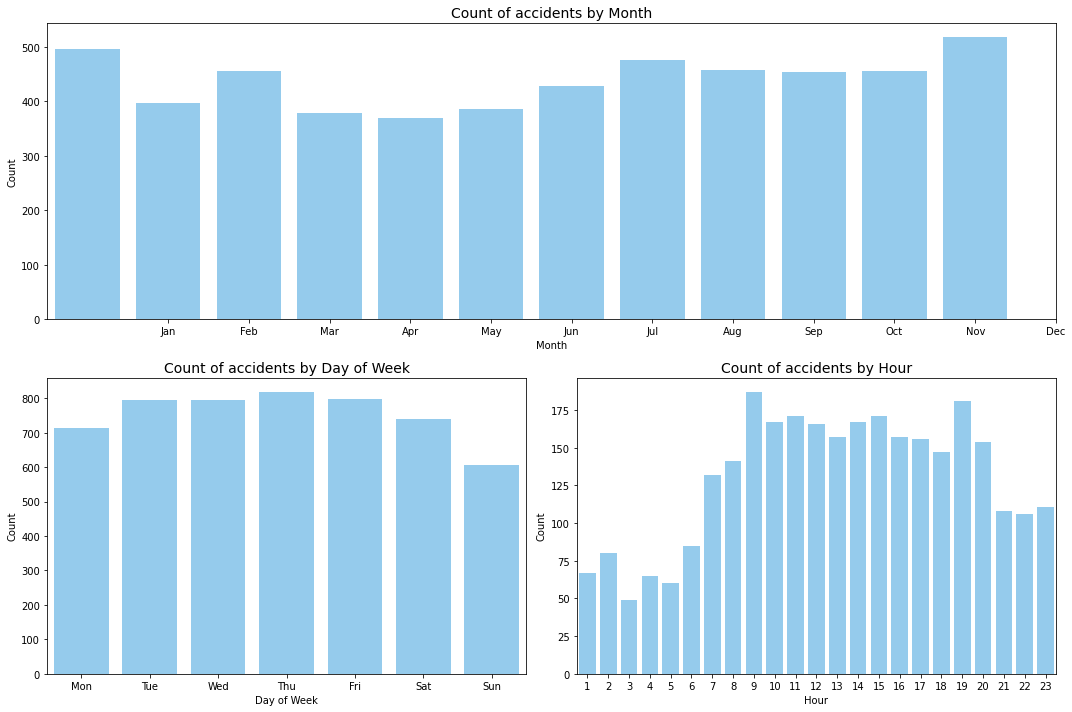 Count of accidents by Month
500
400
300
200
100
0
Count
Jan Feb Mar Apr May Jun Jul Aug Sep Oct Nov Dec
Month
Count of accidents by Day of Week
800
700
600
500
400
300
200
100
0
Count
Mon Tue Wed Thu Fri Sat Sun
Day of Week
Count of accidents by Hour
175
150
125
100
75
50
25
0
Count
1 2 3 4 5 6 7 8 9 10 11 12 13 14 15 16 17 18 19 20 21 22 23
Hour